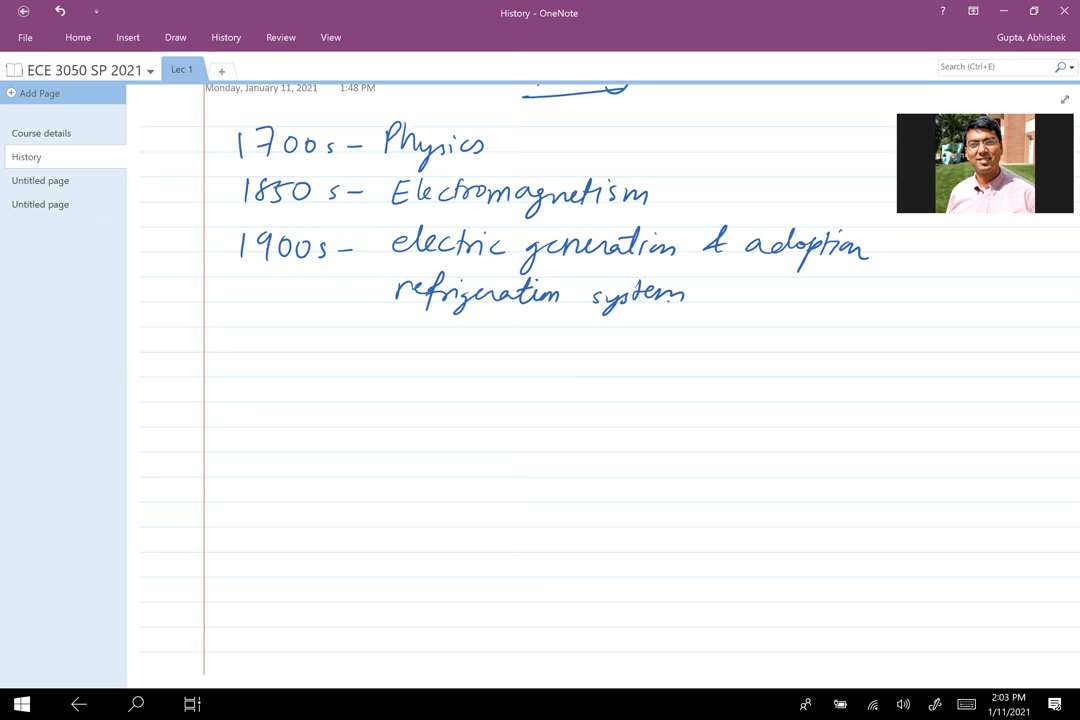 History - OneNote
?
File Home Insert Draw History Review View
Gupta, Abhishek
ECE 3050 SP 2021
Lec 1
+
Search (Ctrl+E)
Add Page
Monday, January 11, 2021 1:48 PM
Course details
History
Untitled page
Untitled page
1700s - Physics
1850s - Electromagnetism
1900s - electric generation & adoption
refrigeration system
2:03 PM
1/11/2021